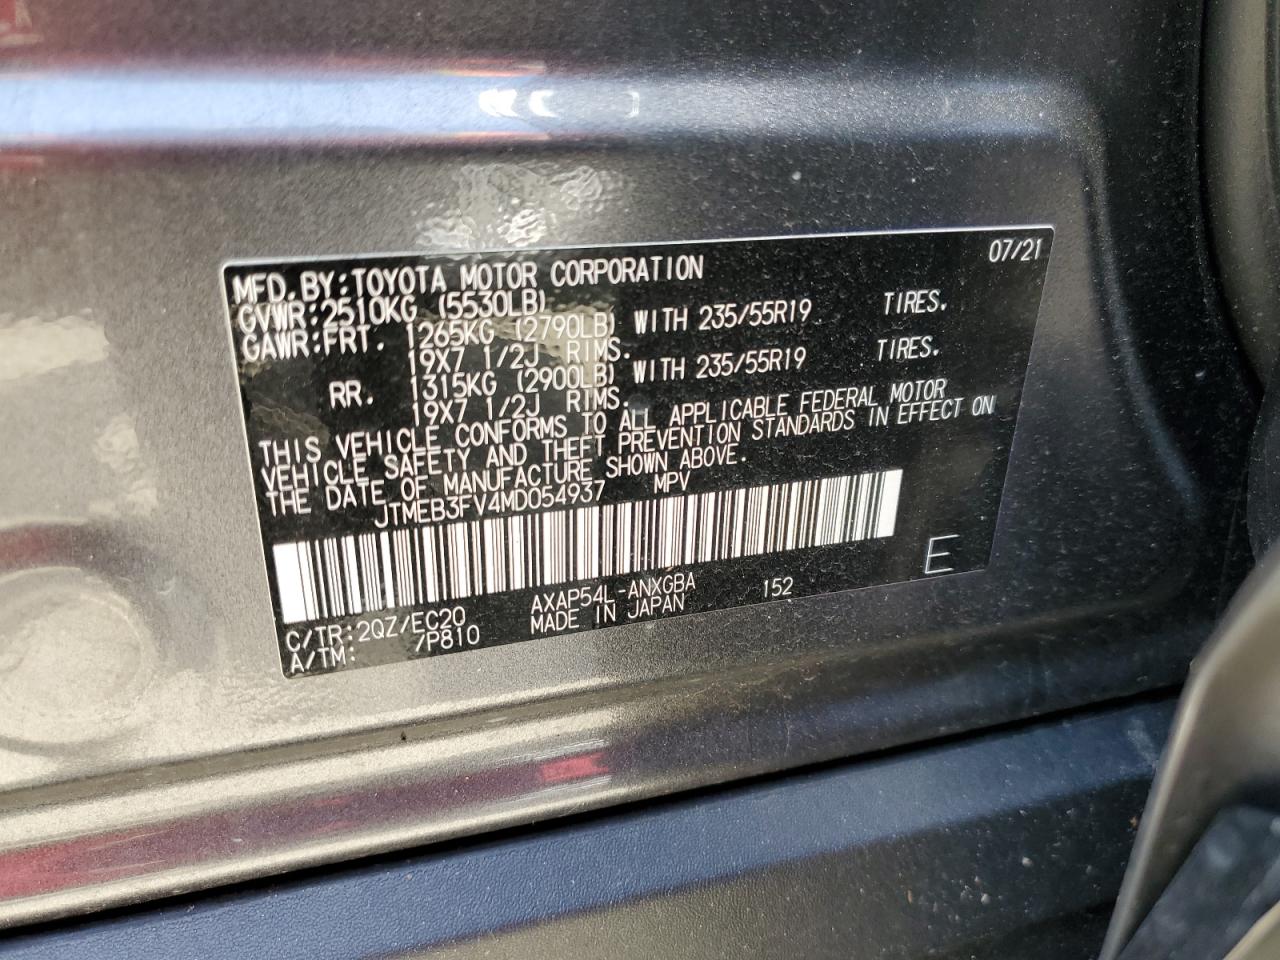 07/21
MFD. BY: TOYOTA MOTOR CORPORATION
GVWR: 2510KG (5530LB)
GAWR: FRT. 1265KG (2790LB) WITH 235/55R19 TIRES.
19X7 1/2J RIMS.
RR. 1315KG (2900LB) WITH 235/55R19 TIRES.
19X7 1/2J RIMS.
THIS VEHICLE CONFORMS TO ALL APPLICABLE FEDERAL MOTOR
VEHICLE SAFETY AND THEFT PREVENTION STANDARDS IN EFFECT ON
THE DATE OF MANUFACTURE SHOWN ABOVE.
JTMEB3FV4MD054937 MPV
C/TR: 2QZ/EC20 AXAP54L-ANXGBA 152 E
A/TM: 7P810 MADE IN JAPAN